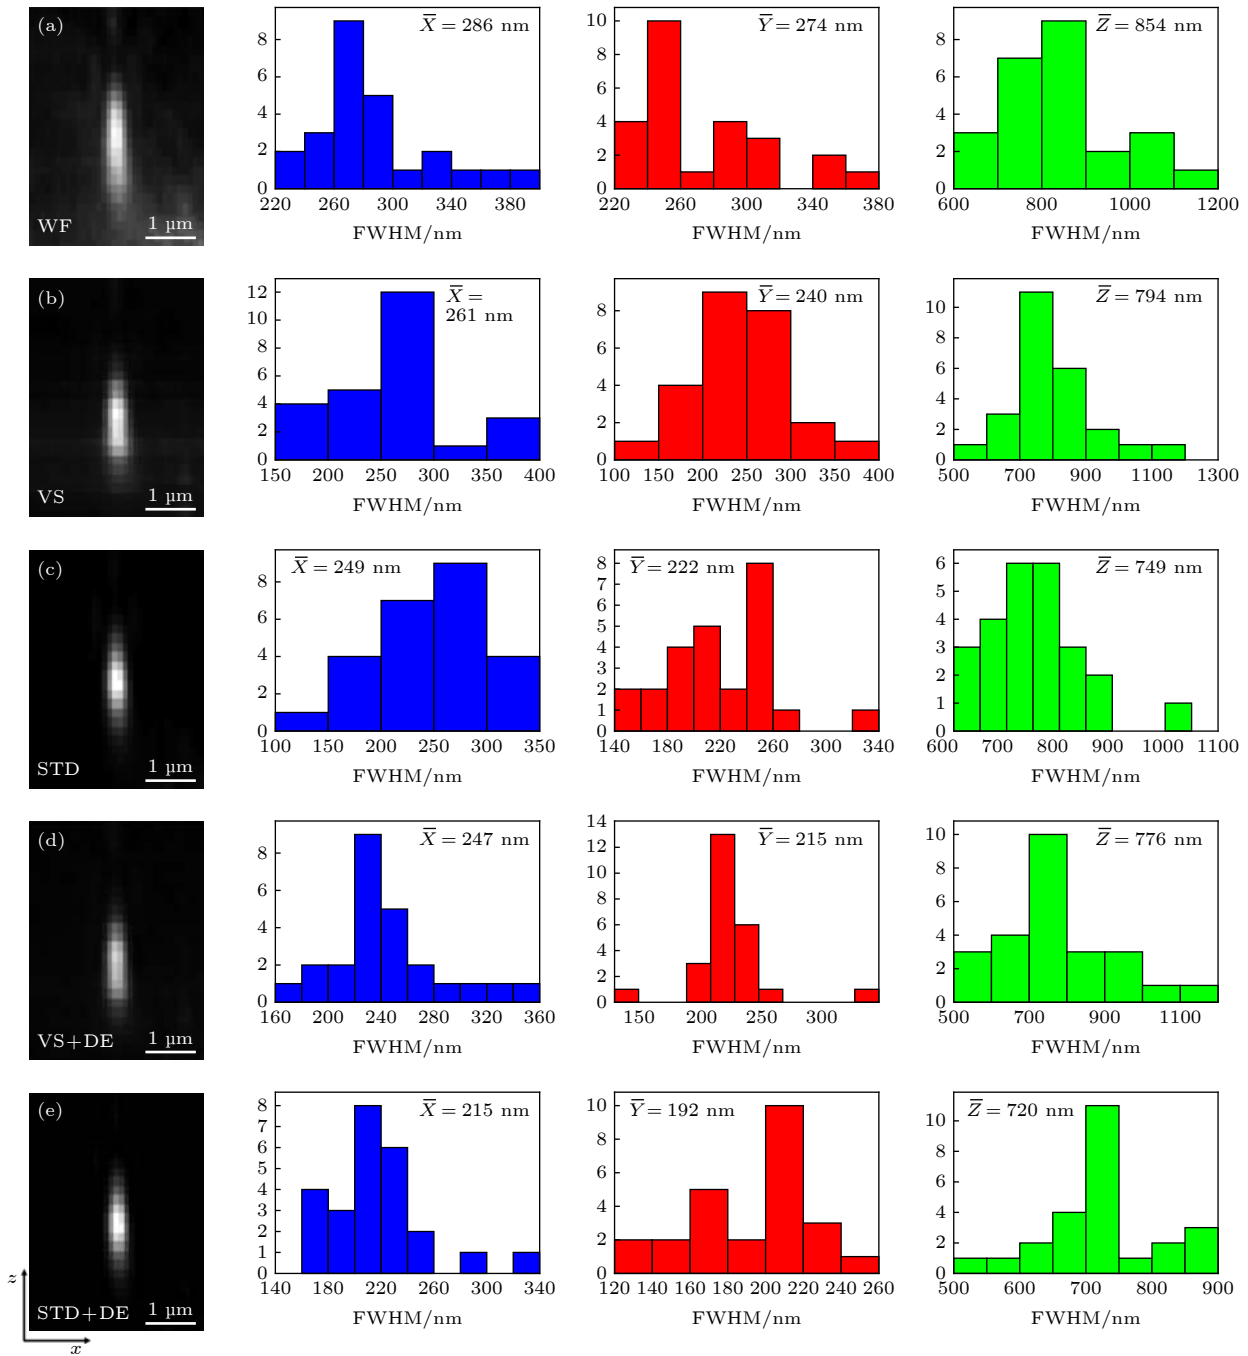 (a)
WF
1 µm
X̄ = 286 nm
8
6
4
2
0
220 260 300 340 380
FWHM/nm
Ȳ = 274 nm
10
8
6
4
2
0
220 260 300 340 380
FWHM/nm
Z̄ = 854 nm
8
6
4
2
0
600 800 1000 1200
FWHM/nm
(b)
VS
1 µm
X̄ =
261 nm
12
10
8
6
4
2
0
150 200 250 300 350 400
FWHM/nm
Ȳ = 240 nm
8
6
4
2
0
100 200 300 400
FWHM/nm
Z̄ = 794 nm
10
8
6
4
2
0
500 700 900 1100 1300
FWHM/nm
(c)
STD
1 µm
X̄ = 249 nm
8
6
4
2
0
100 150 200 250 300 350
FWHM/nm
Ȳ = 222 nm
8
7
6
5
4
3
2
1
0
140 180 220 260 300 340
FWHM/nm
Z̄ = 749 nm
6
5
4
3
2
1
0
600 700 800 900 1000 1100
FWHM/nm
(d)
VS+DE
1 µm
X̄ = 247 nm
8
6
4
2
0
160 200 240 280 320 360
FWHM/nm
Ȳ = 215 nm
14
12
10
8
6
4
2
0
150 200 250 300
FWHM/nm
Z̄ = 776 nm
10
8
6
4
2
0
500 700 900 1100
FWHM/nm
(e)
STD+DE
1 µm
z
x
X̄ = 215 nm
8
7
6
5
4
3
2
1
0
140 180 220 260 300 340
FWHM/nm
Ȳ = 192 nm
10
8
6
4
2
0
120 140 160 180 200 220 240 260
FWHM/nm
Z̄ = 720 nm
10
8
6
4
2
0
500 600 700 800 900
FWHM/nm